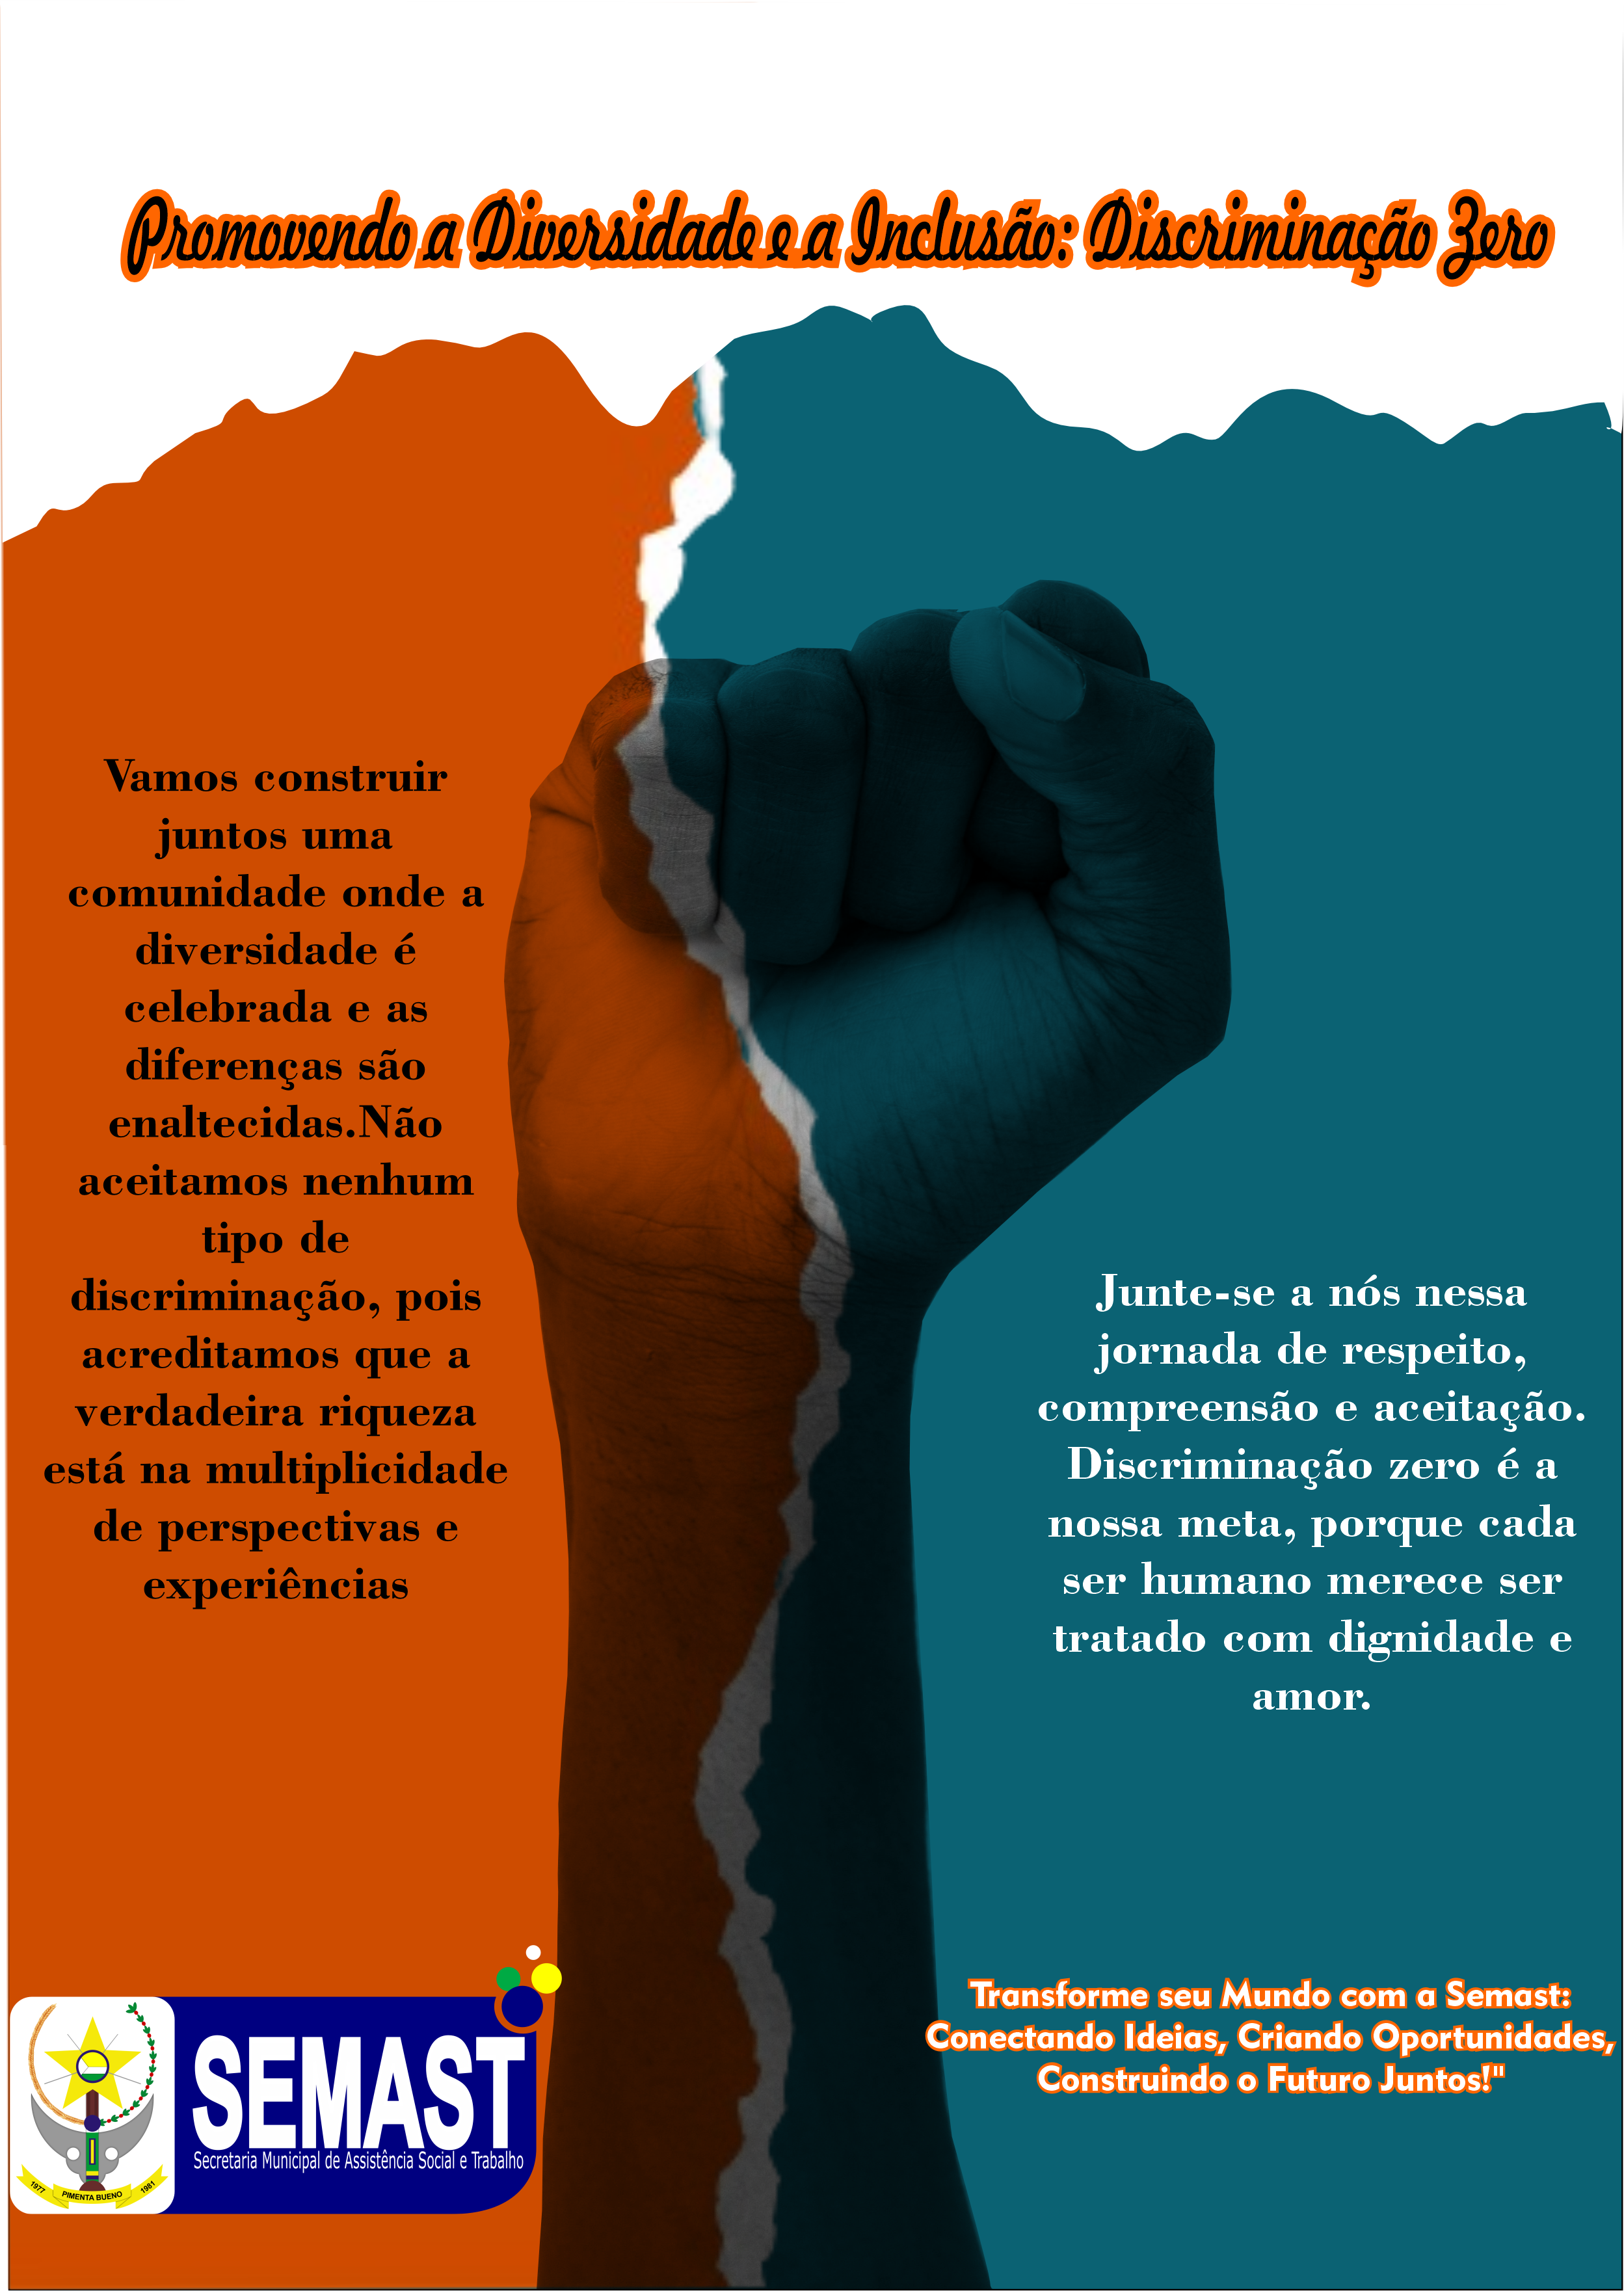 Promovendo a Diversidade e a Inclusão: Discriminação Zero
Vamos construir
juntos uma
comunidade onde a
diversidade é
celebrada e as
diferenças são
enaltecidas.Não
aceitamos nenhum
tipo de
discriminação, pois
acreditamos que a
verdadeira riqueza
está na multiplicidade
de perspectivas e
experiências
Junte-se a nós nessa
jornada de respeito,
compreensão e aceitação.
Discriminação zero é a
nossa meta, porque cada
ser humano merece ser
tratado com dignidade e
amor.
Transforme seu Mundo com a Semast:
Conectando Ideias, Criando Oportunidades,
Construindo o Futuro Juntos!"
SEMAST
Secretaria Municipal de Assistência Social e Trabalho
1977 PIMENTA BUENO 1981